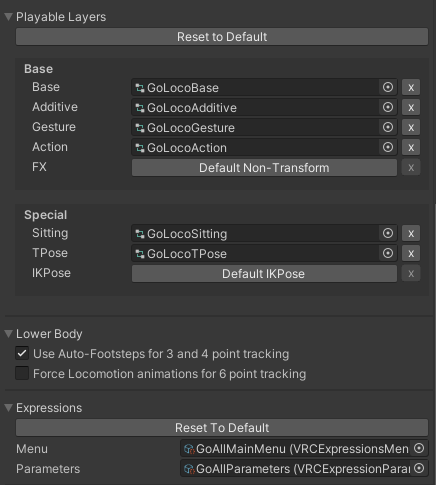 Playable Layers
Reset to Default
Base
Base GoLocoBase x
Additive GoLocoAdditive x
Gesture GoLocoGesture x
Action GoLocoAction x
FX Default Non-Transform x
Special
Sitting GoLocoSitting x
TPose GoLocoTPose x
IKPose Default IKPose x
Lower Body
Use Auto-Footsteps for 3 and 4 point tracking
Force Locomotion animations for 6 point tracking
Expressions
Reset To Default
Menu GoAllMainMenu (VRCExpressionsMen
Parameters GoAllParameters (VRCExpressionParar